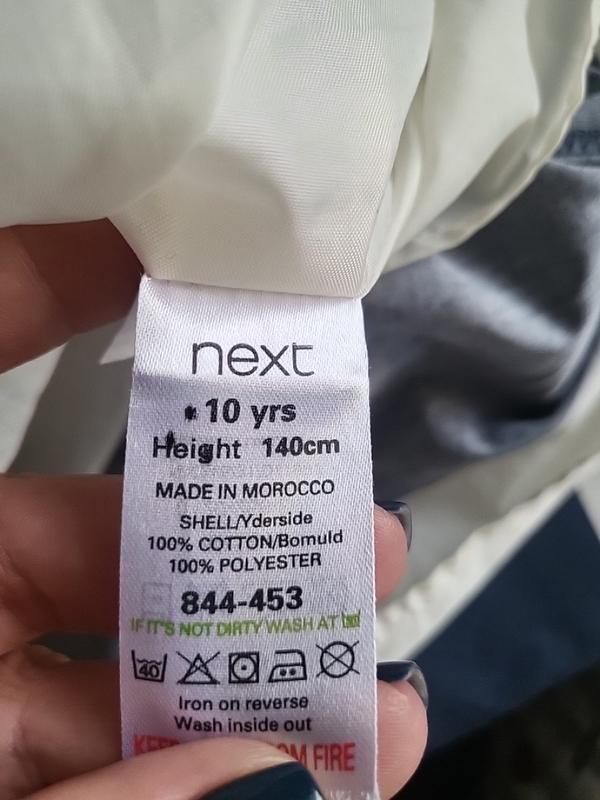 next
10 yrs
Height 140cm
MADE IN MOROCCO
SHELL/Yderside
100% COTTON/Bomuld
100% POLYESTER
844-453
IF IT'S NOT DIRTY WASH AT
40
Iron on reverse
Wash inside out
FIRE